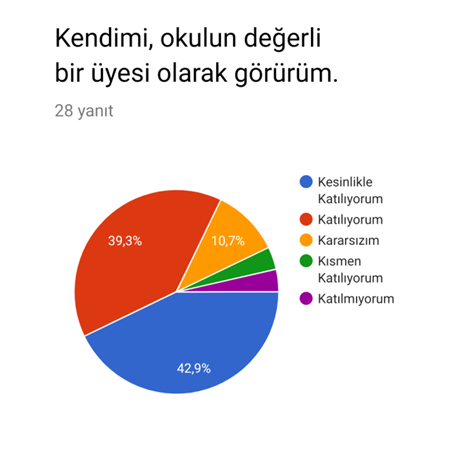 Kendimi, okulun değerli
bir üyesi olarak görürüm.
28 yanıt
Kesinlikle
Katılıyorum
Katılıyorum
Kararsızım
Kısmen
Katılıyorum
Katılmıyorum
39,3%
10,7%
42,9%